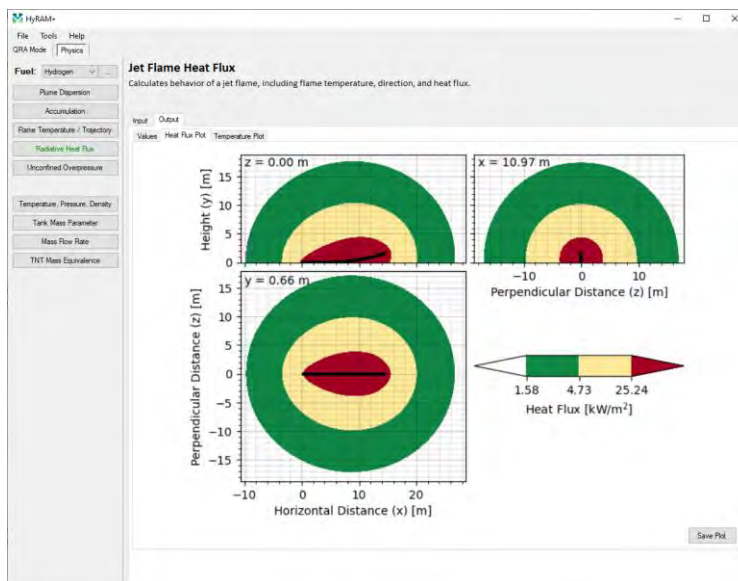 HyRAM+
File Tools Help
QRA Mode Physics
Fuel: Hydrogen ...
Plume Dispersion
Accumulation
Flame Temperature / Trajectory
Radiative Heat Flux
Unconfined Overpressure
Temperature, Pressure, Density
Tank Mass Parameter
Mass Flow Rate
TNT Mass Equivalence
Jet Flame Heat Flux
Calculates behavior of a jet flame, including flame temperature, direction, and heat flux.
Input Output
Values Heat Flux Plot Temperature Plot
z = 0.00 m
15
10
5
0
Height (y) [m]
x = 10.97 m
−10 0 10
Perpendicular Distance (z) [m]
y = 0.66 m
15
10
5
0
−5
−10
−15
Perpendicular Distance (z) [m]
−10 0 10 20
Horizontal Distance (x) [m]
1.58 4.73 25.24
Heat Flux [kW/m²]
Save Plot